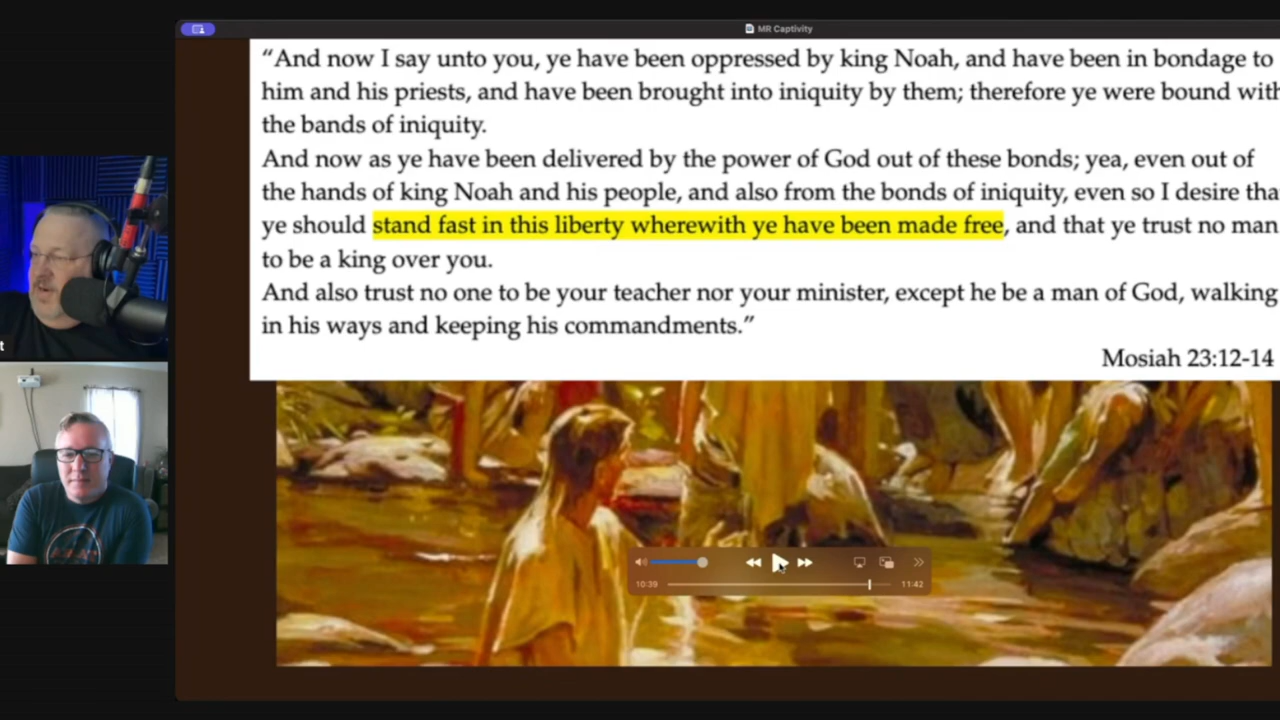 MR Captivity
“And now I say unto you, ye have been oppressed by king Noah, and have been in bondage to
him and his priests, and have been brought into iniquity by them; therefore ye were bound with
the bands of iniquity.
And now as ye have been delivered by the power of God out of these bonds; yea, even out of
the hands of king Noah and his people, and also from the bonds of iniquity, even so I desire tha
ye should stand fast in this liberty wherewith ye have been made free, and that ye trust no man
to be a king over you.
And also trust no one to be your teacher nor your minister, except he be a man of God, walking
in his ways and keeping his commandments.”
Mosiah 23:12-14
t
10:39
11:42